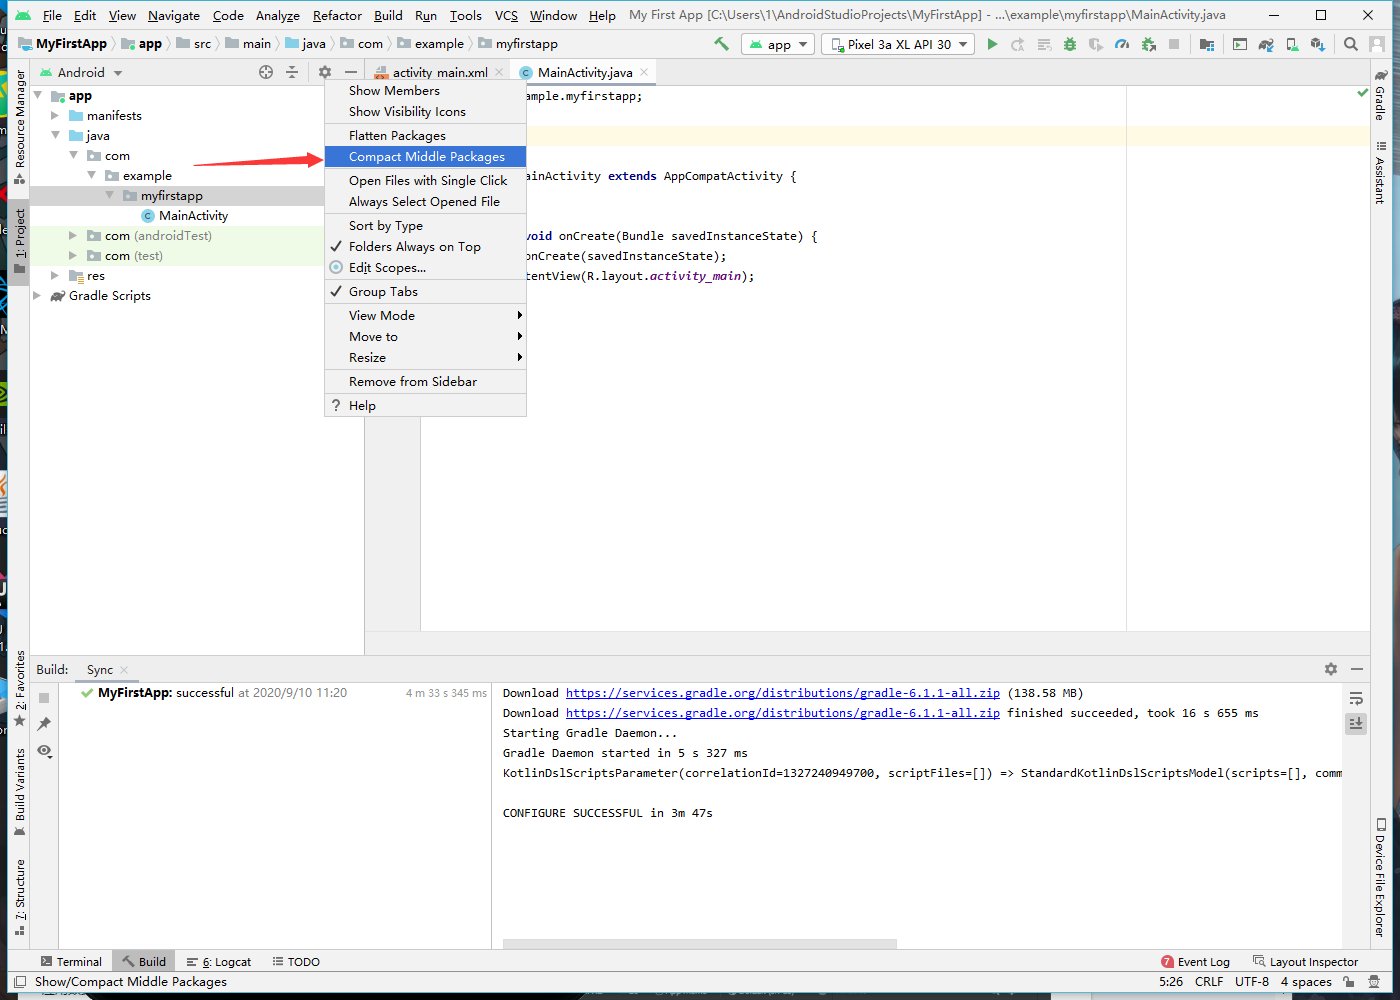 File Edit View Navigate Code Analyze Refactor Build Run Tools VCS Window Help My First App [C:\Users\1\AndroidStudioProjects\MyFirstApp] - ...\example\myfirstapp\MainActivity.java
MyFirstApp app src main java com example myfirstapp app Pixel 3a XL API 30
Android activity_main.xml MainActivity.java
Resource Manager
1: Project
2: Favorites
Build Variants
7: Structure
app
manifests
java
com
example
myfirstapp
MainActivity
com (androidTest)
com (test)
res
Gradle Scripts
Show Members
Show Visibility Icons
Flatten Packages
Compact Middle Packages
Open Files with Single Click
Always Select Opened File
Sort by Type
Folders Always on Top
Edit Scopes...
Group Tabs
View Mode
Move to
Resize
Remove from Sidebar
? Help
ample.myfirstapp;
ainActivity extends AppCompatActivity {
void onCreate(Bundle savedInstanceState) {
onCreate(savedInstanceState);
tentView(R.layout.activity_main);
Gradle
Assistant
Device File Explorer
Build: Sync
MyFirstApp: successful at 2020/9/10 11:20 4 m 33 s 345 ms
Download https://services.gradle.org/distributions/gradle-6.1.1-all.zip (138.58 MB)
Download https://services.gradle.org/distributions/gradle-6.1.1-all.zip finished succeeded, took 16 s 655 ms
Starting Gradle Daemon...
Gradle Daemon started in 5 s 327 ms
KotlinDslScriptsParameter(correlationId=1327240949700, scriptFiles=[]) => StandardKotlinDslScriptsModel(scripts=[], comm
CONFIGURE SUCCESSFUL in 3m 47s
Terminal Build 6: Logcat TODO 7 Event Log Layout Inspector
Show/Compact Middle Packages 5:26 CRLF UTF-8 4 spaces